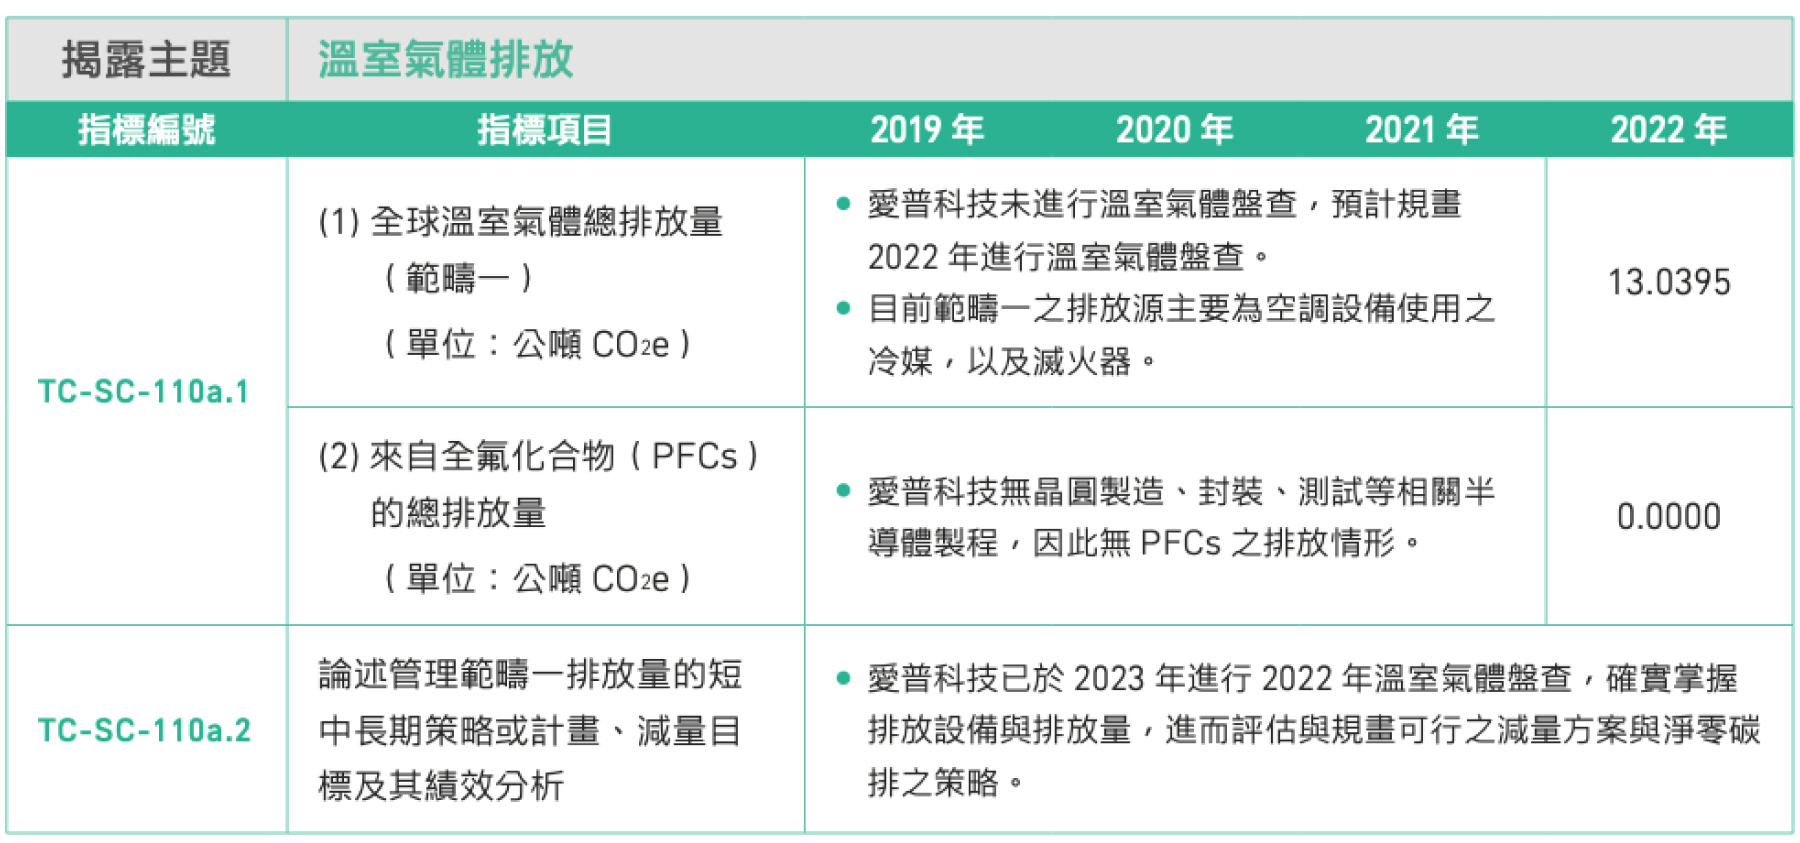 揭露主題 溫室氣體排放
指標編號 指標項目 2019 年 2020 年 2021 年 2022 年
TC-SC-110a.1
(1) 全球溫室氣體總排放量
（範疇一）
（單位：公噸 CO₂e）
• 愛普科技未進行溫室氣體盤查，預計規畫
2022 年進行溫室氣體盤查。
• 目前範疇一之排放源主要為空調設備使用之
冷媒，以及滅火器。
13.0395
(2) 來自全氟化合物（PFCs）
的總排放量
（單位：公噸 CO₂e）
• 愛普科技無晶圓製造、封裝、測試等相關半
導體製程，因此無 PFCs 之排放情形。
0.0000
TC-SC-110a.2
論述管理範疇一排放量的短
中長期策略或計畫、減量目
標及其績效分析
• 愛普科技已於 2023 年進行 2022 年溫室氣體盤查，確實掌握
排放設備與排放量，進而評估與規畫可行之減量方案與淨零碳
排之策略。